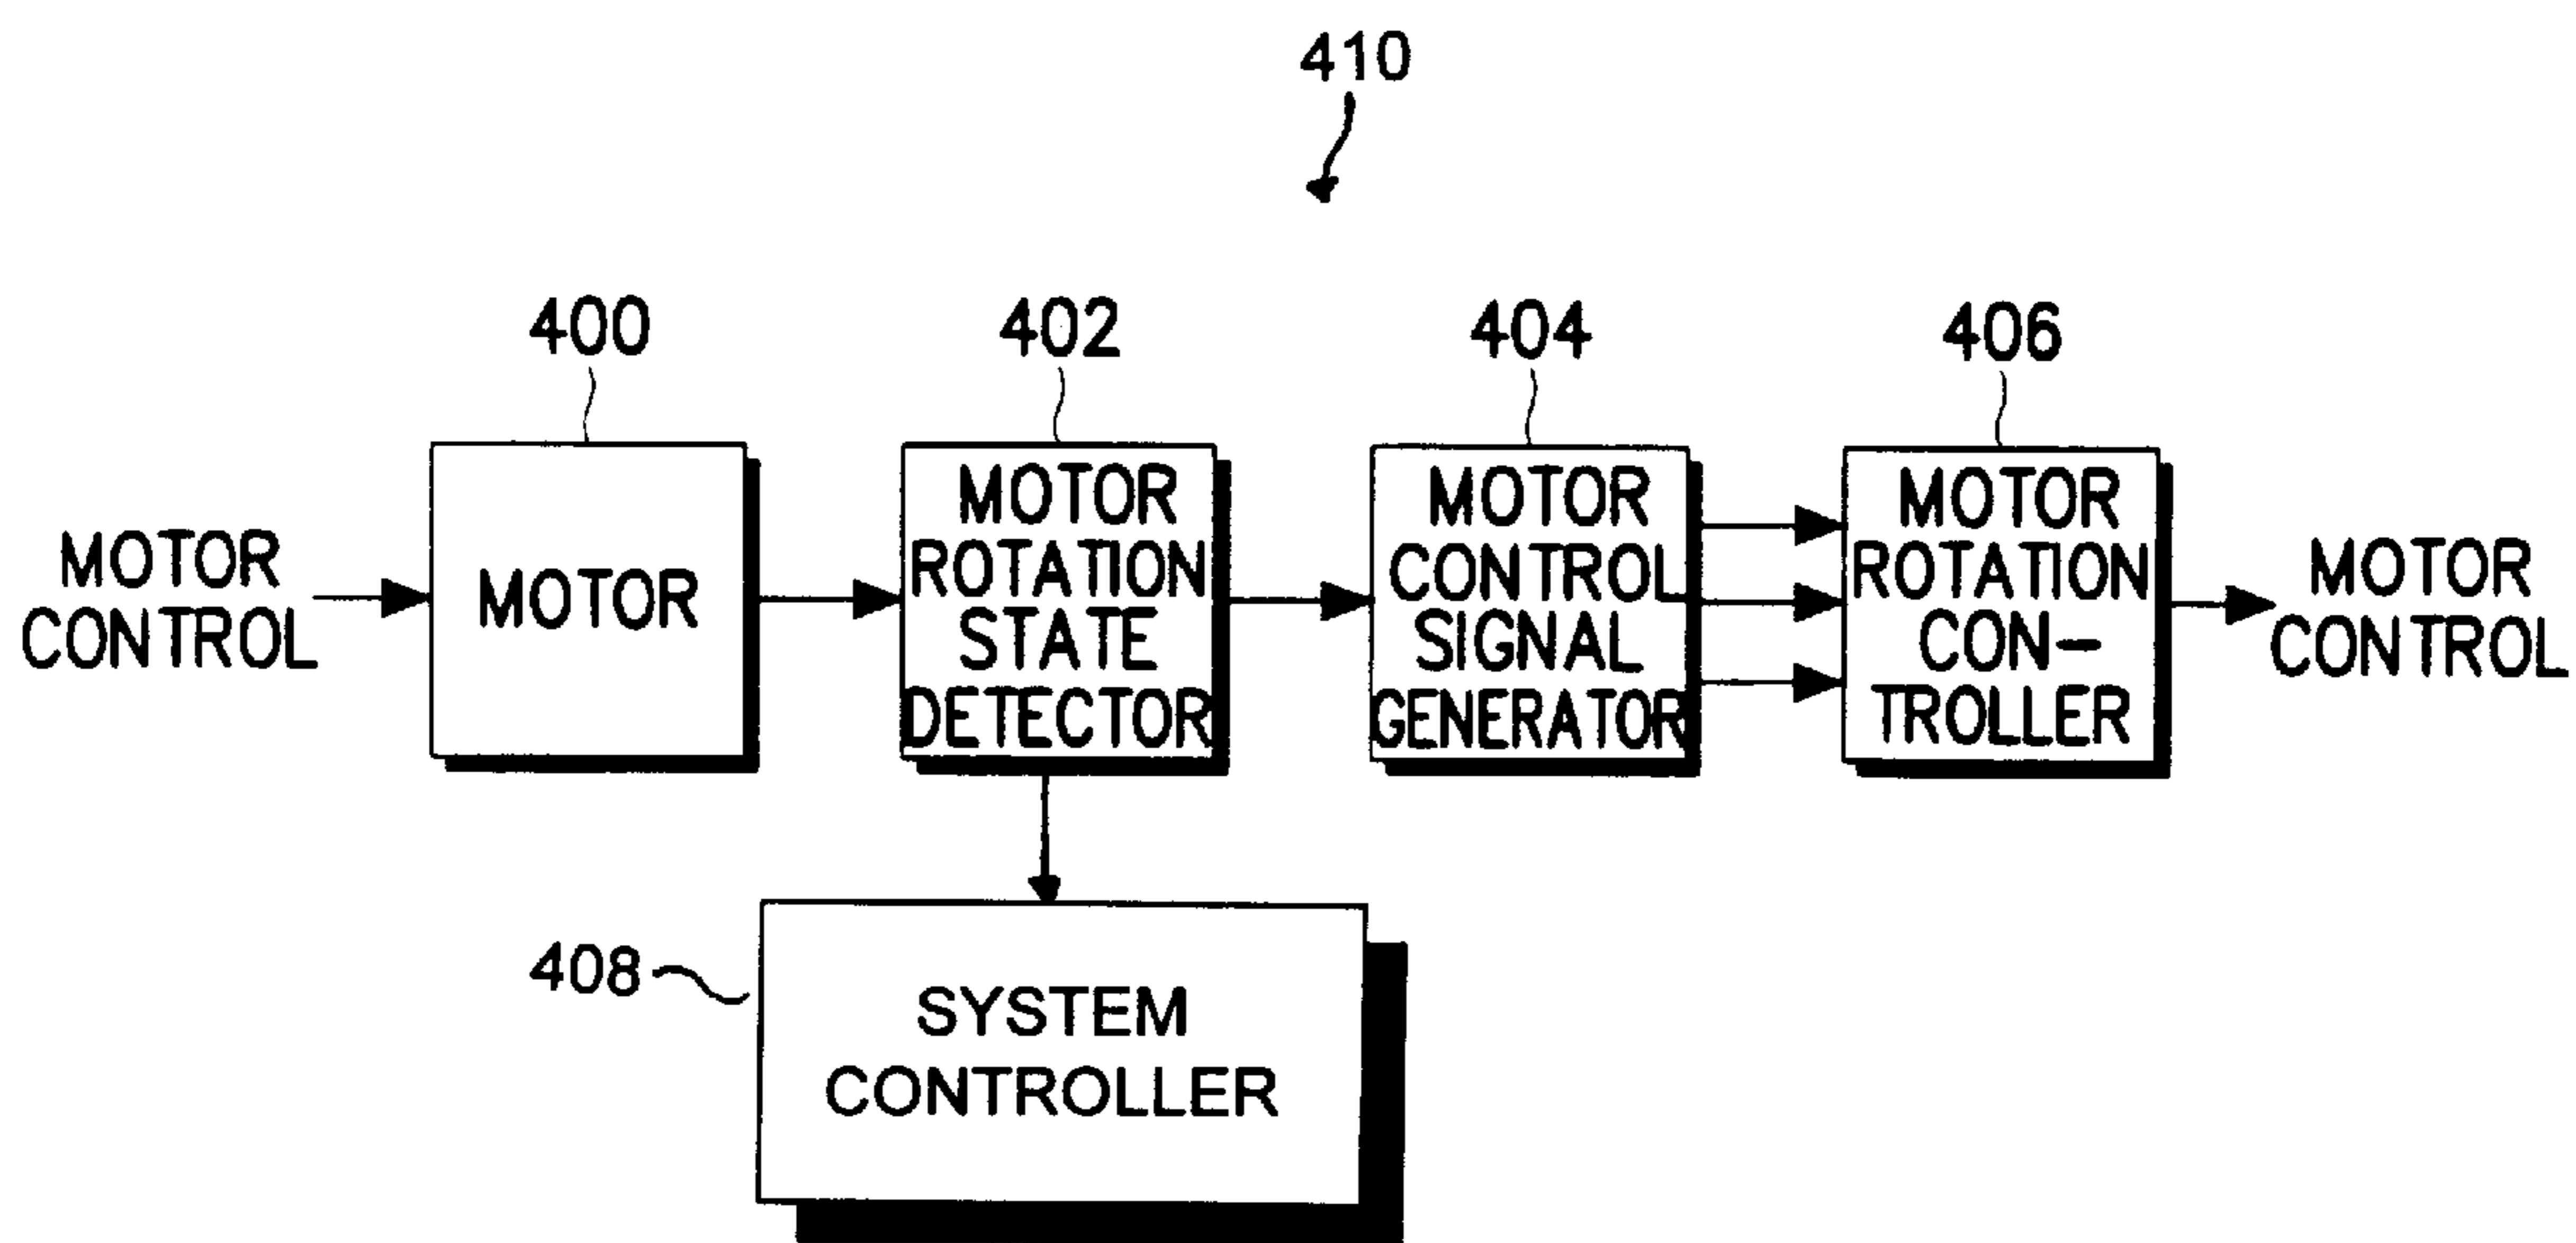 410
400
402
404
406
MOTOR
CONTROL
MOTOR
MOTOR
ROTATION
STATE
DETECTOR
MOTOR
CONTROL
SIGNAL
GENERATOR
MOTOR
ROTATION
CON-
TROLLER
MOTOR
CONTROL
408
SYSTEM
CONTROLLER